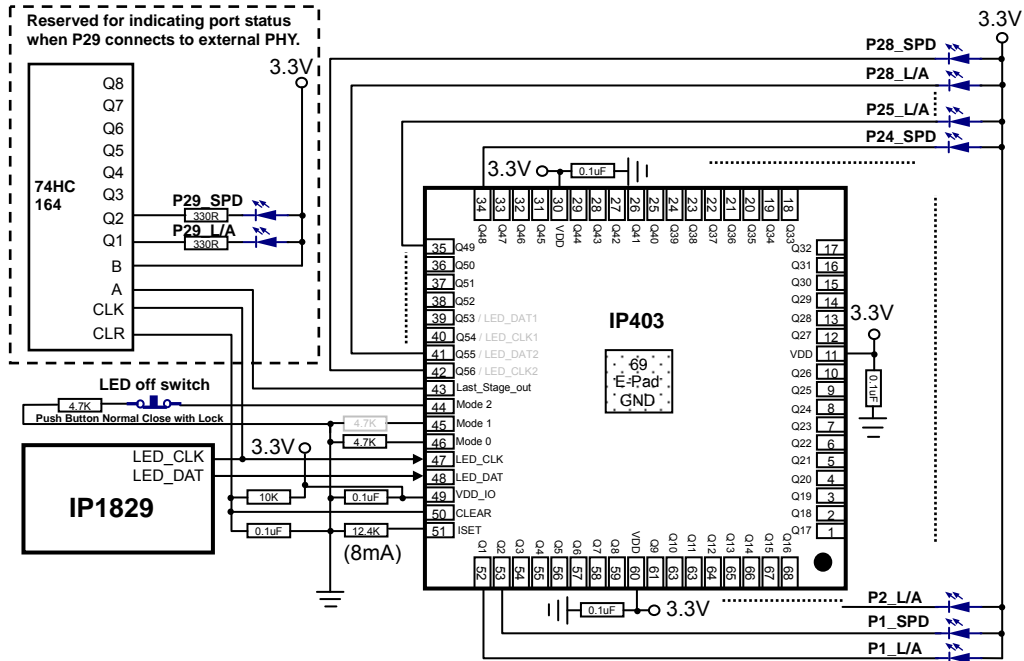 Reserved for indicating port status
when P29 connects to external PHY.
3.3V
Q8
Q7
Q6
Q5
Q4
Q3
Q2
Q1
B
A
CLK
CLR
74HC
164
P29_SPD
330R
P29_L/A
330R
LED off switch
4.7K
Push Button Normal Close with Lock
IP1829
LED_CLK
LED_DAT
3.3V
4.7K
4.7K
10K
0.1uF
0.1uF
12.4K
(8mA)
3.3V
0.1uF
34 33 32 31 30 29 28 27 26 25 24 23 22 21 20 19 18
Q48 Q47 Q46 Q45 VDD Q44 Q43 Q42 Q41 Q40 Q39 Q38 Q37 Q36 Q35 Q34 Q33
35 Q49
36 Q50
37 Q51
38 Q52
39 Q53 / LED_DAT1
40 Q54 / LED_CLK1
41 Q55 / LED_DAT2
42 Q56 / LED_CLK2
43 Last_Stage_out
44 Mode 2
45 Mode 1
46 Mode 0
47 LED_CLK
48 LED_DAT
49 VDD_IO
50 CLEAR
51 ISET
IP403
69
E-Pad
GND
Q32 17
Q31 16
Q30 15
Q29 14
Q28 13
Q27 12
VDD 11
Q26 10
Q25 9
Q24 8
Q23 7
Q22 6
Q21 5
Q20 4
Q19 3
Q18 2
Q17 1
3.3V
0.1uF
Q1 Q2 Q3 Q4 Q5 Q6 Q7 Q8 VDD Q9 Q10 Q11 Q12 Q13 Q14 Q15 Q16
52 53 54 55 56 57 58 59 60 61 63 63 64 65 66 67 68
0.1uF
3.3V
3.3V
P28_SPD
P28_L/A
P25_L/A
P24_SPD
P2_L/A
P1_SPD
P1_L/A